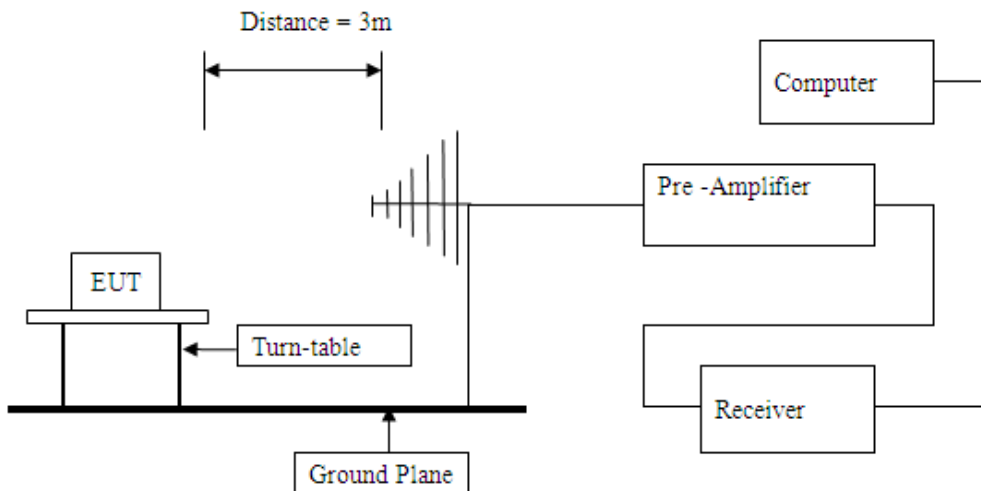 Distance = 3m
Computer
Pre -Amplifier
EUT
Turn-table
Receiver
Ground Plane